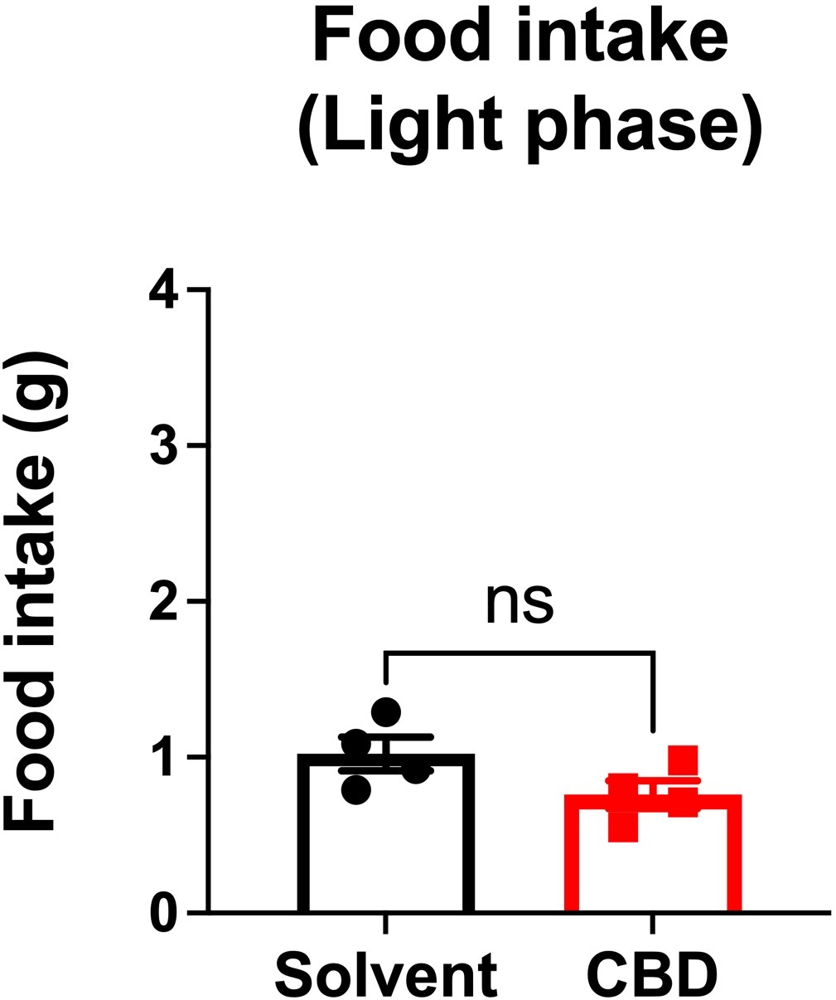 Food intake
(Light phase)
Food intake (g)
4
3
2
1
0
ns
Solvent
CBD